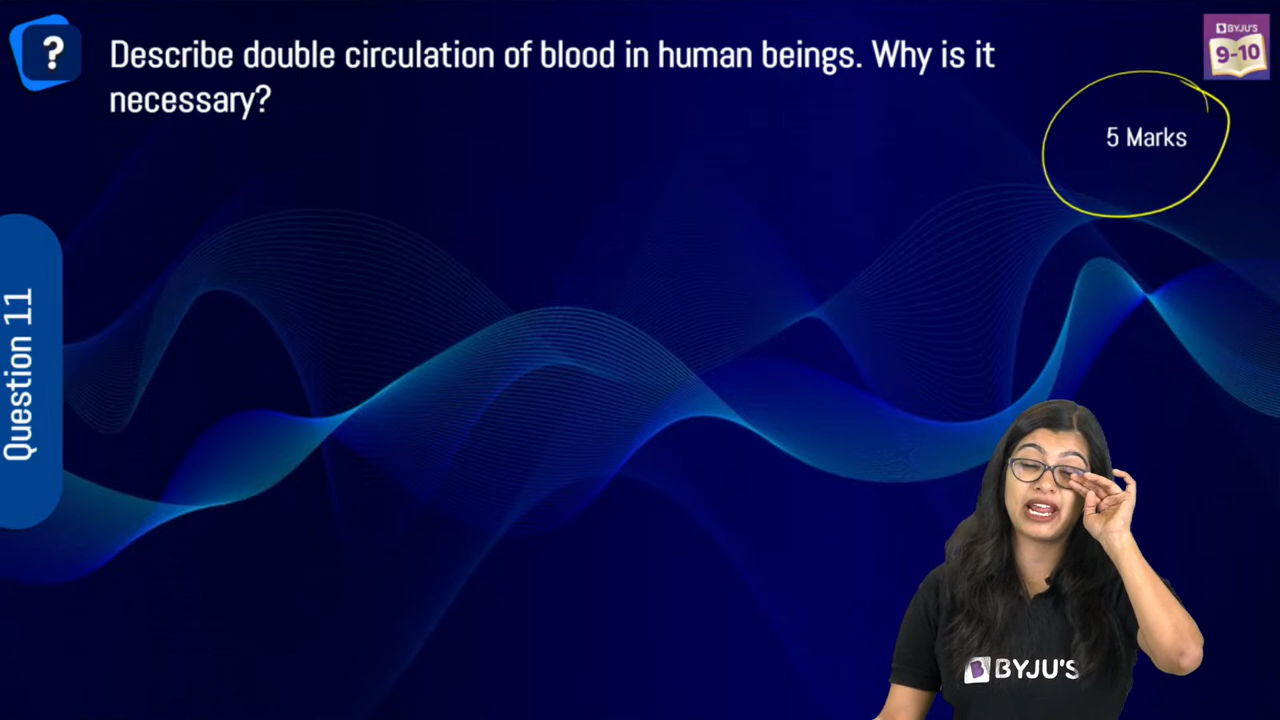 ?
Describe double circulation of blood in human beings. Why is it
necessary?
BYJU'S
9-10
5 Marks
Question 11
BYJU'S